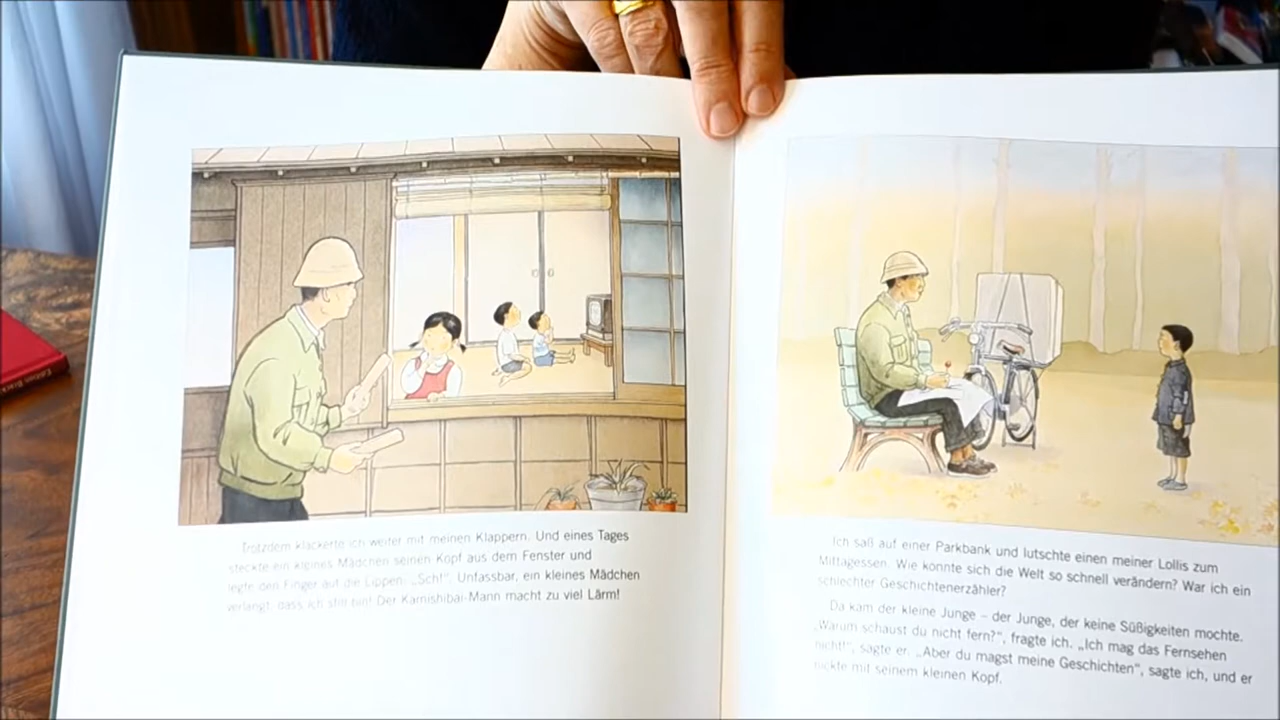 Trotzdem klackerte ich weiter mit meinen Klappern. Und eines Tages
steckte ein kleines Mädchen seinen Kopf aus dem Fenster und
legte den Finger auf die Lippen: „Sch!“. Unfassbar, ein kleines Mädchen
verlangt, dass ich still bin! Der Kamishibai-Mann macht zu viel Lärm!
Ich saß auf einer Parkbank und lutschte einen meiner Lollis zum
Mittagessen. Wie konnte sich die Welt so schnell verändern? War ich ein
schlechter Geschichtenerzähler?
Da kam der kleine Junge – der Junge, der keine Süßigkeiten mochte.
„Warum schaust du nicht fern?“, fragte ich. „Ich mag das Fernsehen
nicht!“, sagte er. „Aber du magst meine Geschichten“, sagte ich, und er
nickte mit seinem kleinen Kopf.